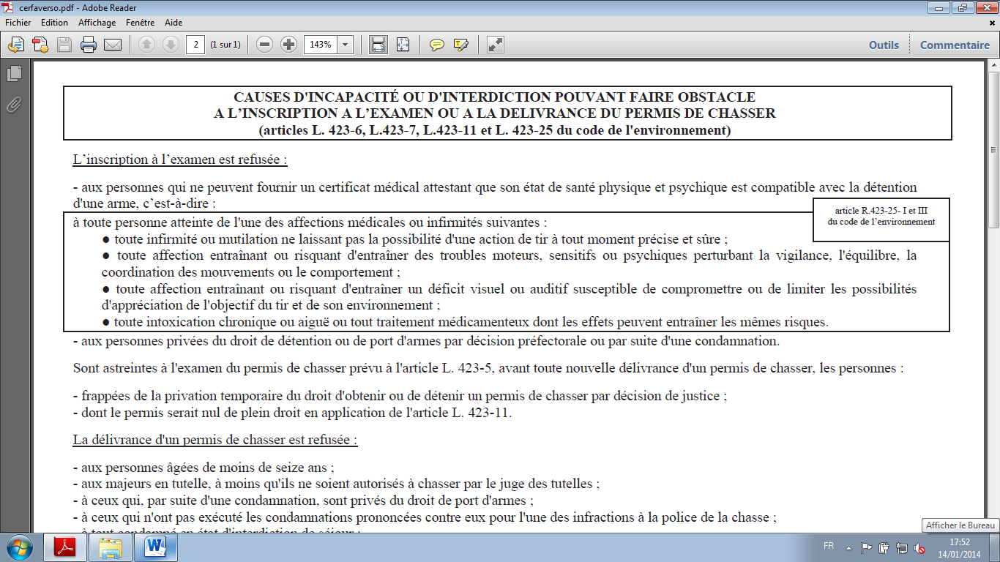 cerfaverso.pdf - Adobe Reader
Fichier Edition Affichage Fenêtre Aide
2 (1 sur 1) 143% Outils Commentaire
CAUSES D'INCAPACITÉ OU D'INTERDICTION POUVANT FAIRE OBSTACLE
A L'INSCRIPTION A L'EXAMEN OU A LA DELIVRANCE DU PERMIS DE CHASSER
(articles L. 423-6, L.423-7, L.423-11 et L. 423-25 du code de l'environnement)
L'inscription à l'examen est refusée :
- aux personnes qui ne peuvent fournir un certificat médical attestant que son état de santé physique et psychique est compatible avec la détention
d'une arme, c'est-à-dire :
article R.423-25- I et III
du code de l'environnement
à toute personne atteinte de l'une des affections médicales ou infirmités suivantes :
● toute infirmité ou mutilation ne laissant pas la possibilité d'une action de tir à tout moment précise et sûre ;
● toute affection entraînant ou risquant d'entraîner des troubles moteurs, sensitifs ou psychiques perturbant la vigilance, l'équilibre, la
coordination des mouvements ou le comportement ;
● toute affection entraînant ou risquant d'entraîner un déficit visuel ou auditif susceptible de compromettre ou de limiter les possibilités
d'appréciation de l'objectif du tir et de son environnement ;
● toute intoxication chronique ou aiguë ou tout traitement médicamenteux dont les effets peuvent entraîner les mêmes risques.
- aux personnes privées du droit de détention ou de port d'armes par décision préfectorale ou par suite d'une condamnation.
Sont astreintes à l'examen du permis de chasser prévu à l'article L. 423-5, avant toute nouvelle délivrance d'un permis de chasser, les personnes :
- frappées de la privation temporaire du droit d'obtenir ou de détenir un permis de chasser par décision de justice ;
- dont le permis serait nul de plein droit en application de l'article L. 423-11.
La délivrance d'un permis de chasser est refusée :
- aux personnes âgées de moins de seize ans ;
- aux majeurs en tutelle, à moins qu'ils ne soient autorisés à chasser par le juge des tutelles ;
- à ceux qui, par suite d'une condamnation, sont privés du droit de port d'armes ;
- à ceux qui n'ont pas exécuté les condamnations prononcées contre eux pour l'une des infractions à la police de la chasse ;
- à tout condamné en état d'interdiction de séjour ;
Afficher le Bureau
FR 17:52
14/01/2014